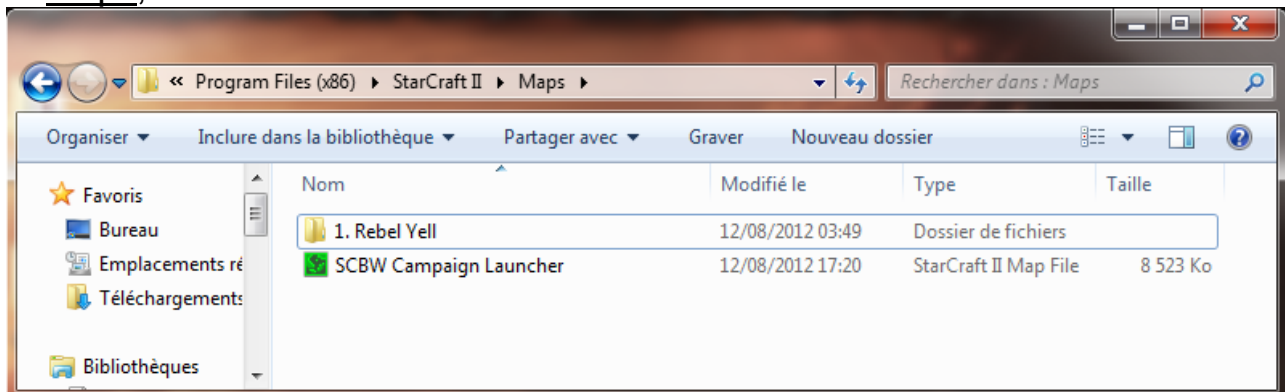 « Program Files (x86) ▸ StarCraft II ▸ Maps ▸ Rechercher dans : Maps
Organiser Inclure dans la bibliothèque Partager avec Graver Nouveau dossier
Favoris
Bureau
Emplacements ré
Téléchargements
Bibliothèques
Nom Modifié le Type Taille
1. Rebel Yell 12/08/2012 03:49 Dossier de fichiers
SCBW Campaign Launcher 12/08/2012 17:20 StarCraft II Map File 8 523 Ko